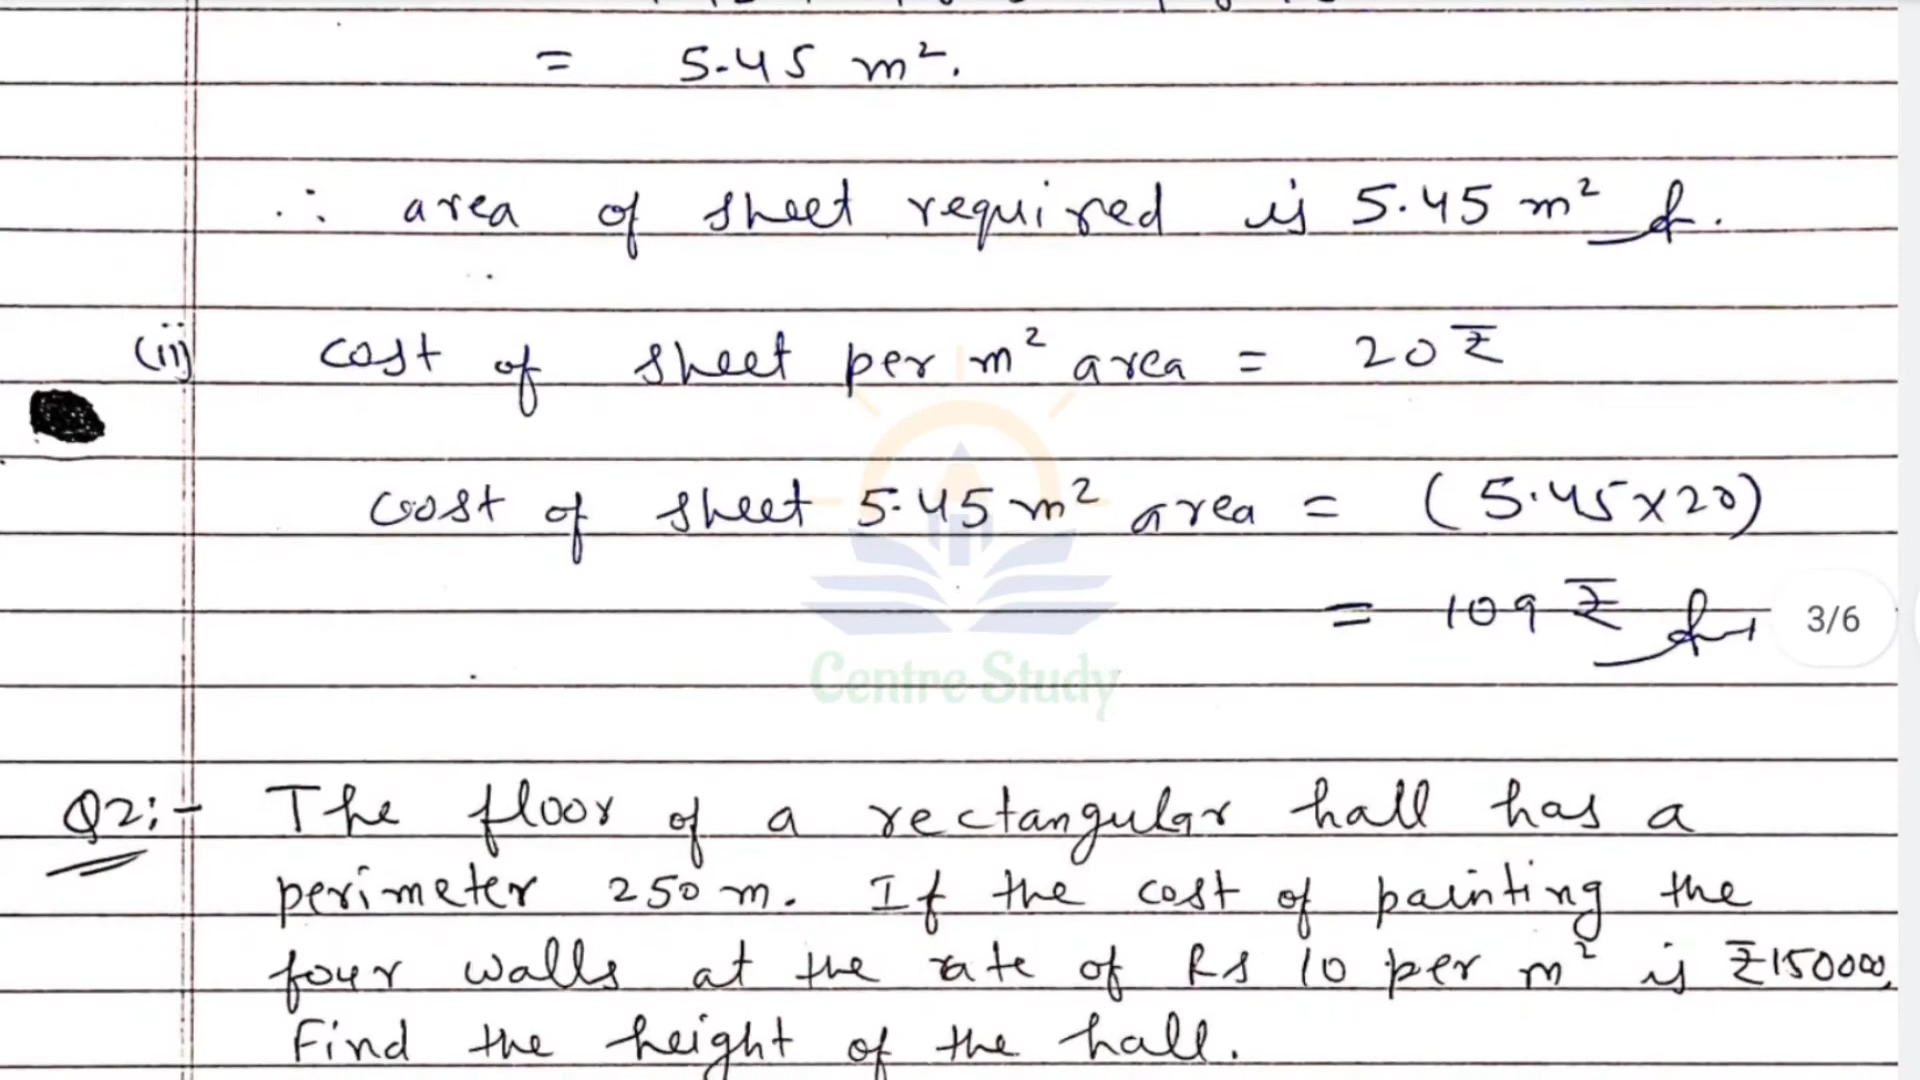 = 5.45 m².
∴ area of sheet required is 5.45 m²
(ii) cost of sheet per m² area = 20 ₹
cost of sheet 5.45 m² area = (5.45×20)
= 109 ₹
3/6
Centre Study
Q2:- The floor of a rectangular hall has a
perimeter 250 m. If the cost of painting the
four walls at the rate of Rs 10 per m² is ₹150000,
Find the height of the hall.